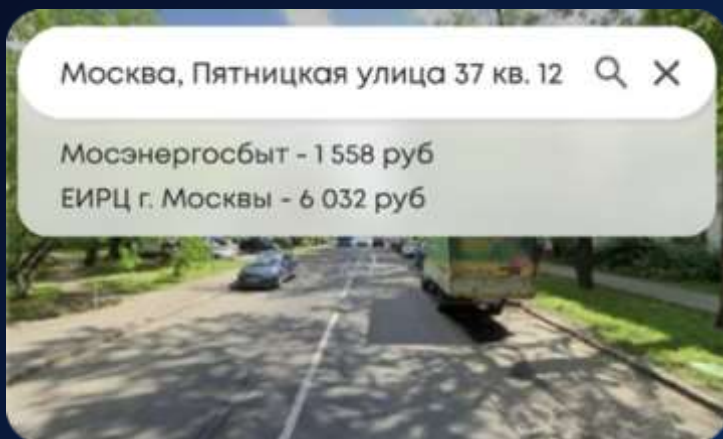 Москва, Пятницкая улица 37 кв. 12
Мосэнергосбыт - 1 558 руб
ЕИРЦ г. Москвы - 6 032 руб